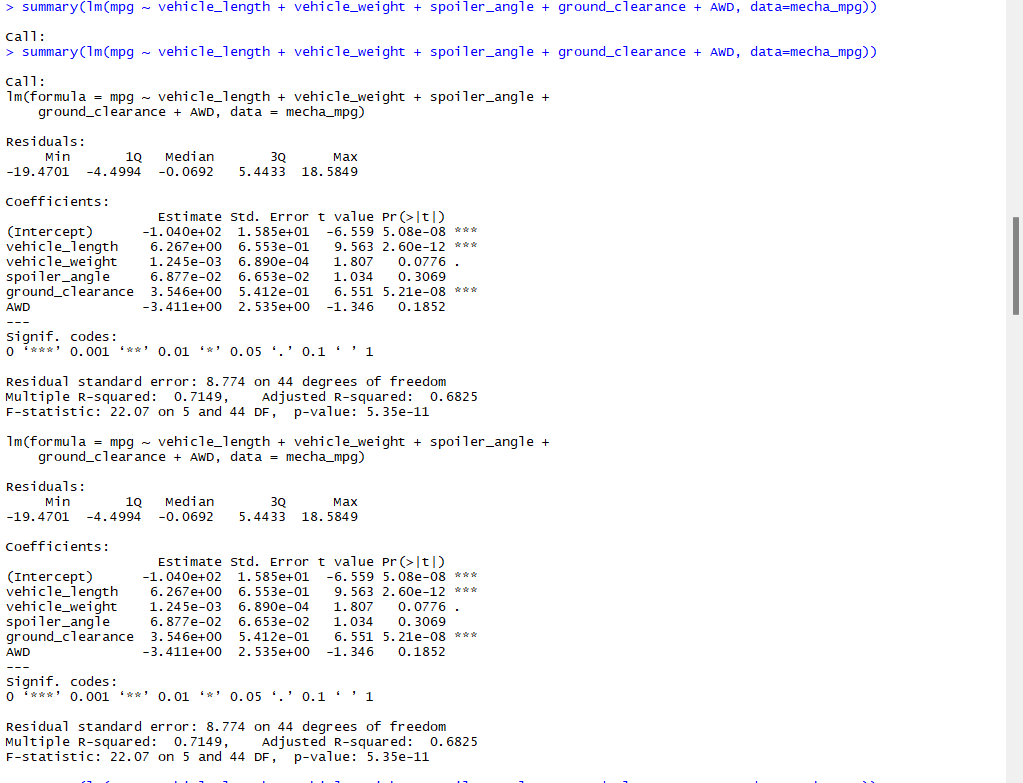 > summary(lm(mpg ~ vehicle_length + vehicle_weight + spoiler_angle + ground_clearance + AWD, data=mecha_mpg))
Call:
> summary(lm(mpg ~ vehicle_length + vehicle_weight + spoiler_angle + ground_clearance + AWD, data=mecha_mpg))
Call:
lm(formula = mpg ~ vehicle_length + vehicle_weight + spoiler_angle +
    ground_clearance + AWD, data = mecha_mpg)
Residuals:
     Min       1Q   Median       3Q      Max
-19.4701  -4.4994  -0.0692   5.4433  18.5849
Coefficients:
                   Estimate Std. Error t value Pr(>|t|)
(Intercept)      -1.040e+02  1.585e+01  -6.559 5.08e-08 ***
vehicle_length    6.267e+00  6.553e-01   9.563 2.60e-12 ***
vehicle_weight    1.245e-03  6.890e-04   1.807   0.0776 .
spoiler_angle     6.877e-02  6.653e-02   1.034   0.3069
ground_clearance  3.546e+00  5.412e-01   6.551 5.21e-08 ***
AWD              -3.411e+00  2.535e+00  -1.346   0.1852
---
Signif. codes:
0 ‘***’ 0.001 ‘**’ 0.01 ‘*’ 0.05 ‘.’ 0.1 ‘ ’ 1
Residual standard error: 8.774 on 44 degrees of freedom
Multiple R-squared:  0.7149,	Adjusted R-squared:  0.6825
F-statistic: 22.07 on 5 and 44 DF,  p-value: 5.35e-11
lm(formula = mpg ~ vehicle_length + vehicle_weight + spoiler_angle +
    ground_clearance + AWD, data = mecha_mpg)
Residuals:
     Min       1Q   Median       3Q      Max
-19.4701  -4.4994  -0.0692   5.4433  18.5849
Coefficients:
                   Estimate Std. Error t value Pr(>|t|)
(Intercept)      -1.040e+02  1.585e+01  -6.559 5.08e-08 ***
vehicle_length    6.267e+00  6.553e-01   9.563 2.60e-12 ***
vehicle_weight    1.245e-03  6.890e-04   1.807   0.0776 .
spoiler_angle     6.877e-02  6.653e-02   1.034   0.3069
ground_clearance  3.546e+00  5.412e-01   6.551 5.21e-08 ***
AWD              -3.411e+00  2.535e+00  -1.346   0.1852
---
Signif. codes:
0 ‘***’ 0.001 ‘**’ 0.01 ‘*’ 0.05 ‘.’ 0.1 ‘ ’ 1
Residual standard error: 8.774 on 44 degrees of freedom
Multiple R-squared:  0.7149,	Adjusted R-squared:  0.6825
F-statistic: 22.07 on 5 and 44 DF,  p-value: 5.35e-11